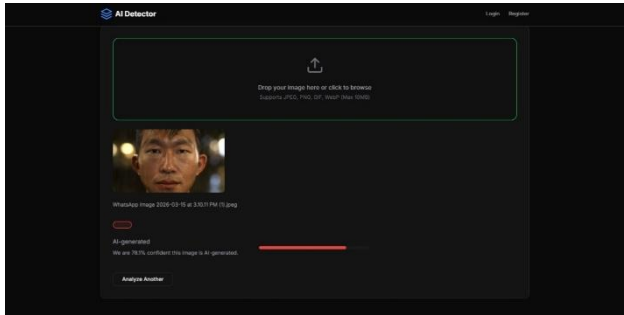 AI Detector
Login Register
Drop your image here or click to browse
Supports JPEG, PNG, GIF, WebP (Max 10MB)
WhatsApp Image 2026-03-15 at 3.10.11 PM (1).jpeg
AI-generated
We are 79.1% confident this image is AI-generated.
Analyze Another